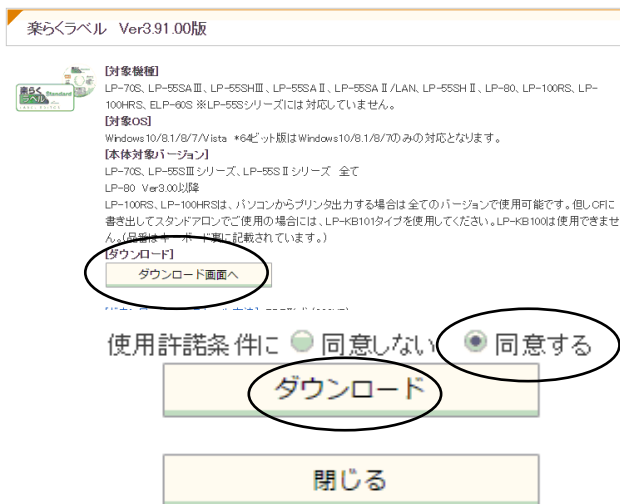 楽らくラベル Ver3.91.00版
楽らく Standard
ラベル
[対象機種]
LP-70S、LP-55SAⅢ、LP-55SHⅢ、LP-55SAⅡ、LP-55SAⅡ/LAN、LP-55SHⅡ、LP-80、LP-100RS、LP-
100HRS、ELP-60S ※LP-55Sシリーズには対応していません。
[対象OS]
Windows10/8.1/8/7/Vista *64ビット版はWindows10/8.1/8/7のみの対応となります。
[本体対象バージョン]
LP-70S、LP-55SⅢシリーズ、LP-55SⅡシリーズ 全て
LP-80 Ver3.00以降
LP-100RS、LP-100HRSは、パソコンからプリンタ出力する場合は全てのバージョンで使用可能です。但しCFに
書き出してスタンドアロンでご使用の場合には、LP-KB101タイプを使用してください。LP-KB100は使用できませ
ん。(品番はキーボード裏に記載されています。)
[ダウンロード]
ダウンロード画面へ
使用許諾条件に 同意しない 同意する
ダウンロード
閉じる